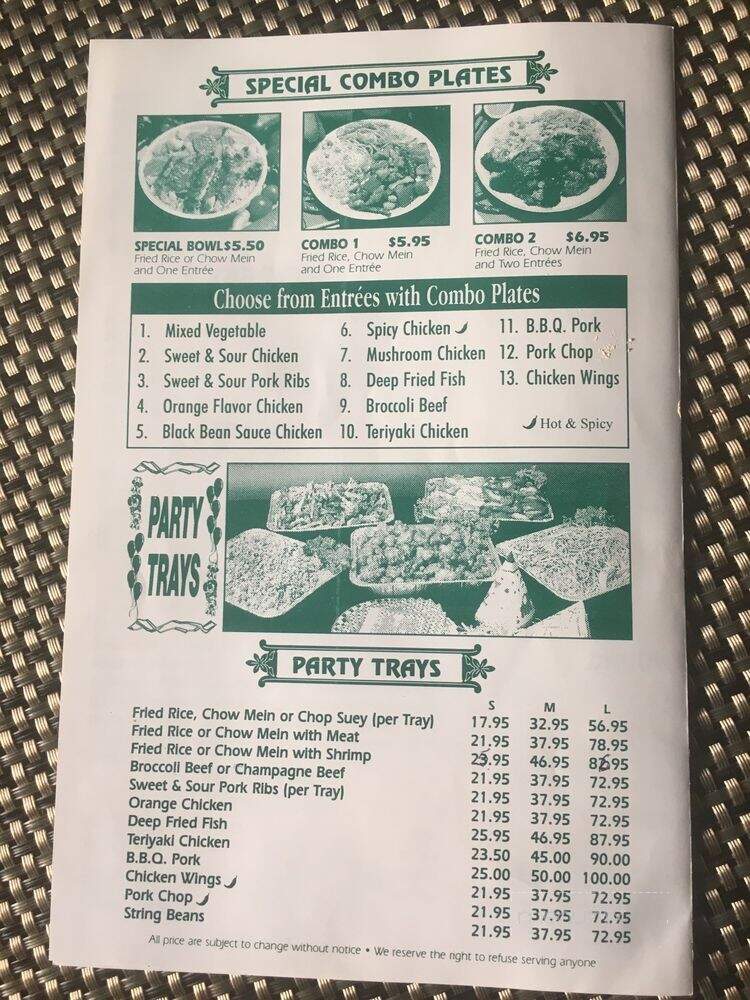 SPECIAL COMBO PLATES
SPECIAL BOWL $5.50
Fried Rice or Chow Mein
and One Entrée
COMBO 1 $5.95
Fried Rice, Chow Mein
and One Entrée
COMBO 2 $6.95
Fried Rice, Chow Mein
and Two Entrées
Choose from Entrées with Combo Plates
1. Mixed Vegetable
2. Sweet & Sour Chicken
3. Sweet & Sour Pork Ribs
4. Orange Flavor Chicken
5. Black Bean Sauce Chicken
6. Spicy Chicken
7. Mushroom Chicken
8. Deep Fried Fish
9. Broccoli Beef
10. Teriyaki Chicken
11. B.B.Q. Pork
12. Pork Chop
13. Chicken Wings
Hot & Spicy
PARTY
TRAYS
PARTY TRAYS
S M L
Fried Rice, Chow Mein or Chop Suey (per Tray) 17.95 32.95 56.95
Fried Rice or Chow Mein with Meat 21.95 37.95 78.95
Fried Rice or Chow Mein with Shrimp 25.95 46.95
Broccoli Beef or Champagne Beef 21.95 37.95 72.95
Sweet & Sour Pork Ribs (per Tray) 21.95 37.95 72.95
Orange Chicken 21.95 37.95 72.95
Deep Fried Fish 25.95 46.95 87.95
Teriyaki Chicken 23.50 45.00 90.00
B.B.Q. Pork 25.00 50.00 100.00
Chicken Wings 21.95 37.95 72.95
Pork Chop 21.95 37.95 72.95
String Beans 21.95 37.95 72.95
All price are subject to change without notice • We reserve the right to refuse serving anyone